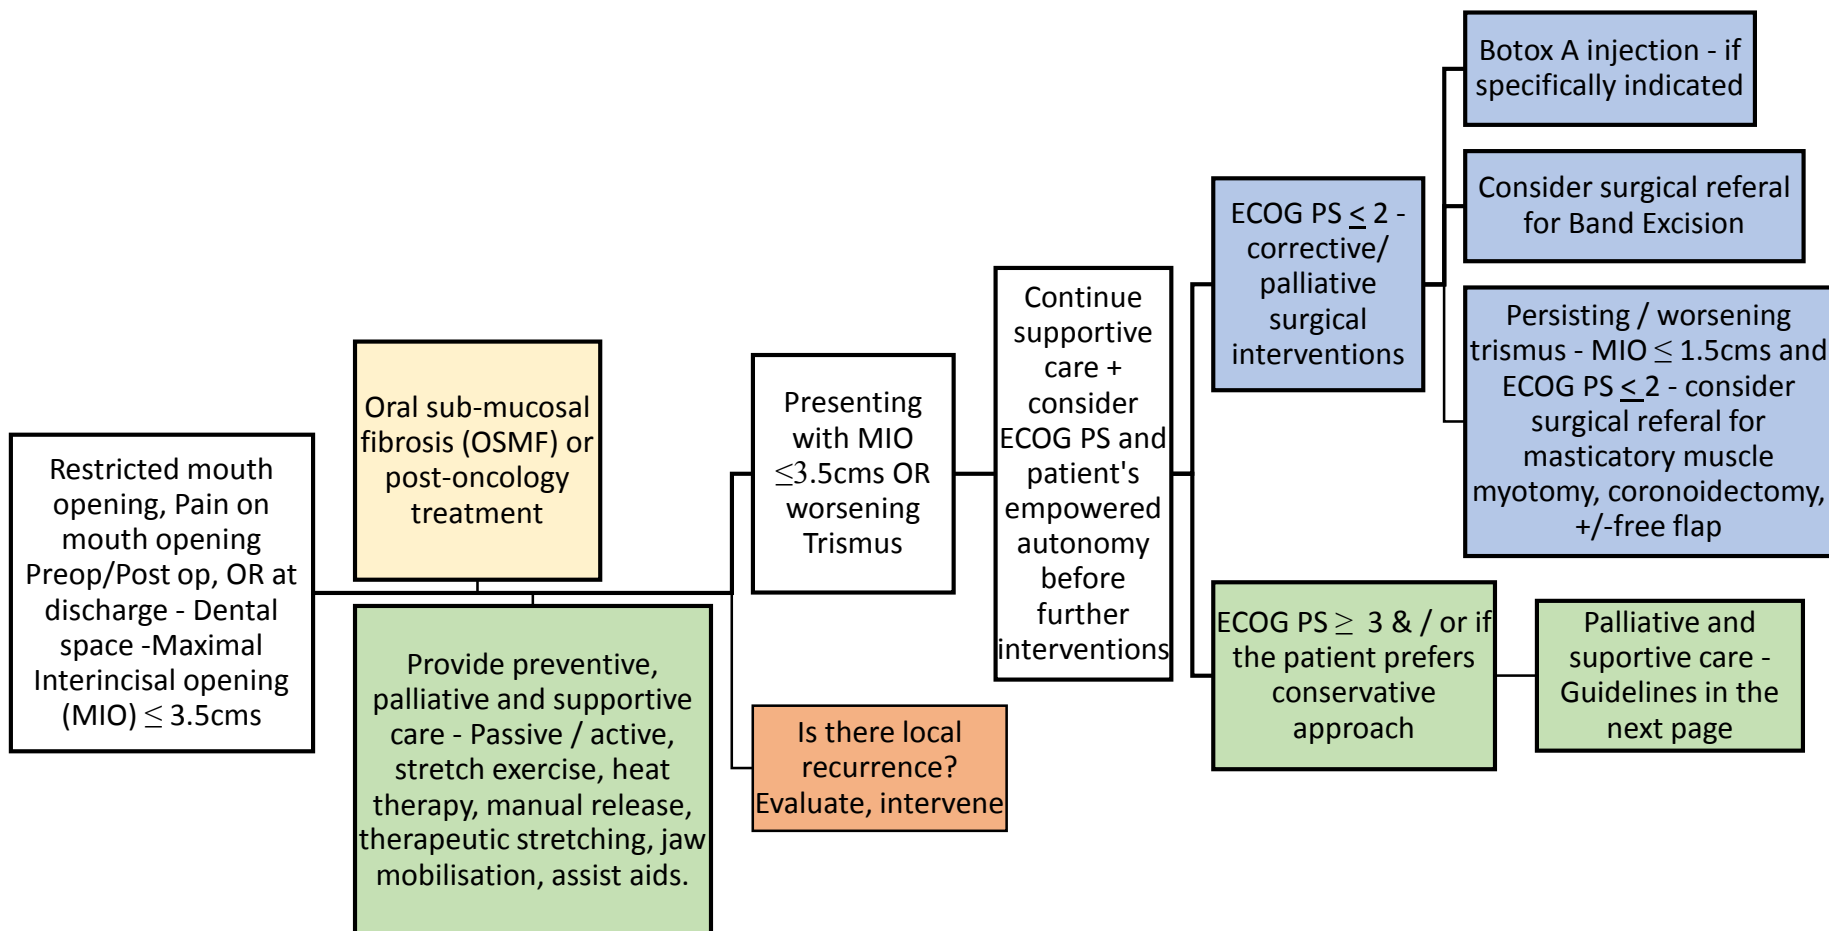 Restricted mouth
opening, Pain on
mouth opening
Preop/Post op, OR at
discharge - Dental
space -Maximal
Interincisal opening
(MIO) ≤ 3.5cms
Oral sub-mucosal
fibrosis (OSMF) or
post-oncology
treatment
Provide preventive,
palliative and supportive
care - Passive / active,
stretch exercise, heat
therapy, manual release,
therapeutic stretching, jaw
mobilisation, assist aids.
Presenting
with MIO
≤3.5cms OR
worsening
Trismus
Is there local
recurrence?
Evaluate, intervene
Continue
supportive
care +
consider
ECOG PS and
patient's
empowered
autonomy
before
further
interventions
ECOG PS ≤ 2 -
corrective/
palliative
surgical
interventions
Botox A injection - if
specifically indicated
Consider surgical referal
for Band Excision
Persisting / worsening
trismus - MIO ≤ 1.5cms and
ECOG PS ≤ 2 - consider
surgical referal for
masticatory muscle
myotomy, coronoidectomy,
+/-free flap
ECOG PS ≥ 3 & / or if
the patient prefers
conservative
approach
Palliative and
suportive care -
Guidelines in the
next page